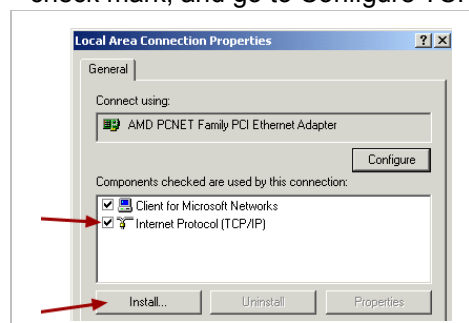 check mark, and go to Configure TCP
Local Area Connection Properties
General
Connect using:
AMD PCNET Family PCI Ethernet Adapter
Configure
Components checked are used by this connection:
Client for Microsoft Networks
Internet Protocol (TCP/IP)
Install...
Uninstall
Properties